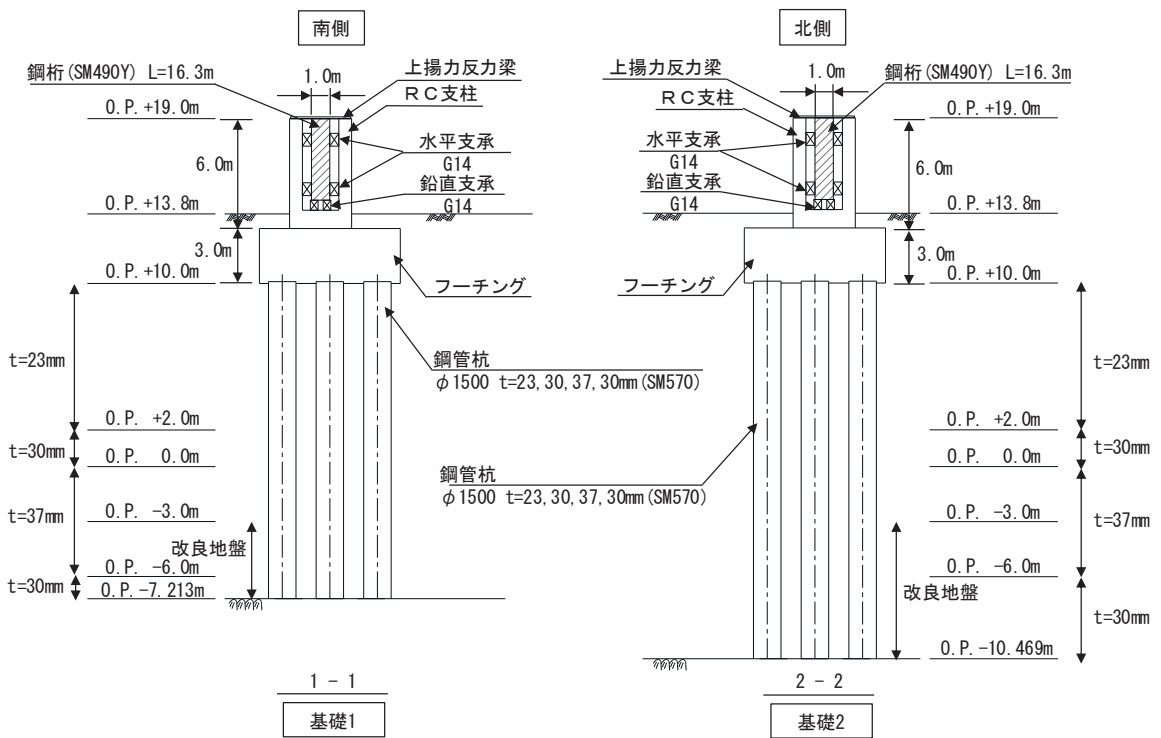 南側
鋼桁(SM490Y) L=16.3m
1.0m
上揚力反力梁
RC支柱
O.P. +19.0m
水平支承
G14
6.0m
鉛直支承
G14
O.P. +13.8m
3.0m
O.P. +10.0m
フーチング
t=23mm
鋼管杭
φ1500 t=23,30,37,30mm(SM570)
O.P. +2.0m
t=30mm
O.P. 0.0m
t=37mm
O.P. -3.0m
改良地盤
O.P. -6.0m
t=30mm
O.P. -7.213m
1 - 1
基礎1
北側
上揚力反力梁
1.0m
鋼桁(SM490Y) L=16.3m
RC支柱
O.P. +19.0m
水平支承
G14
6.0m
鉛直支承
G14
O.P. +13.8m
3.0m
O.P. +10.0m
フーチング
t=23mm
O.P. +2.0m
t=30mm
O.P. 0.0m
鋼管杭
φ1500 t=23,30,37,30mm(SM570)
t=37mm
O.P. -3.0m
O.P. -6.0m
改良地盤
t=30mm
O.P. -10.469m
2 - 2
基礎2